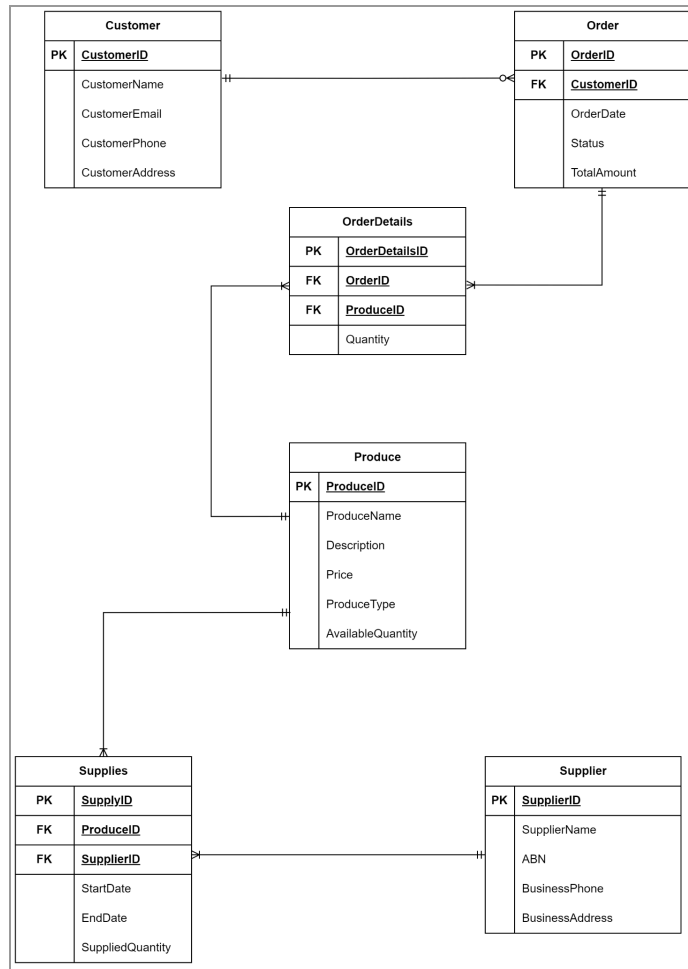 Customer
PK CustomerID
CustomerName
CustomerEmail
CustomerPhone
CustomerAddress
Order
PK OrderID
FK CustomerID
OrderDate
Status
TotalAmount
OrderDetails
PK OrderDetailsID
FK OrderID
FK ProduceID
Quantity
Produce
PK ProduceID
ProduceName
Description
Price
ProduceType
AvailableQuantity
Supplies
PK SupplyID
FK ProduceID
FK SupplierID
StartDate
EndDate
SuppliedQuantity
Supplier
PK SupplierID
SupplierName
ABN
BusinessPhone
BusinessAddress